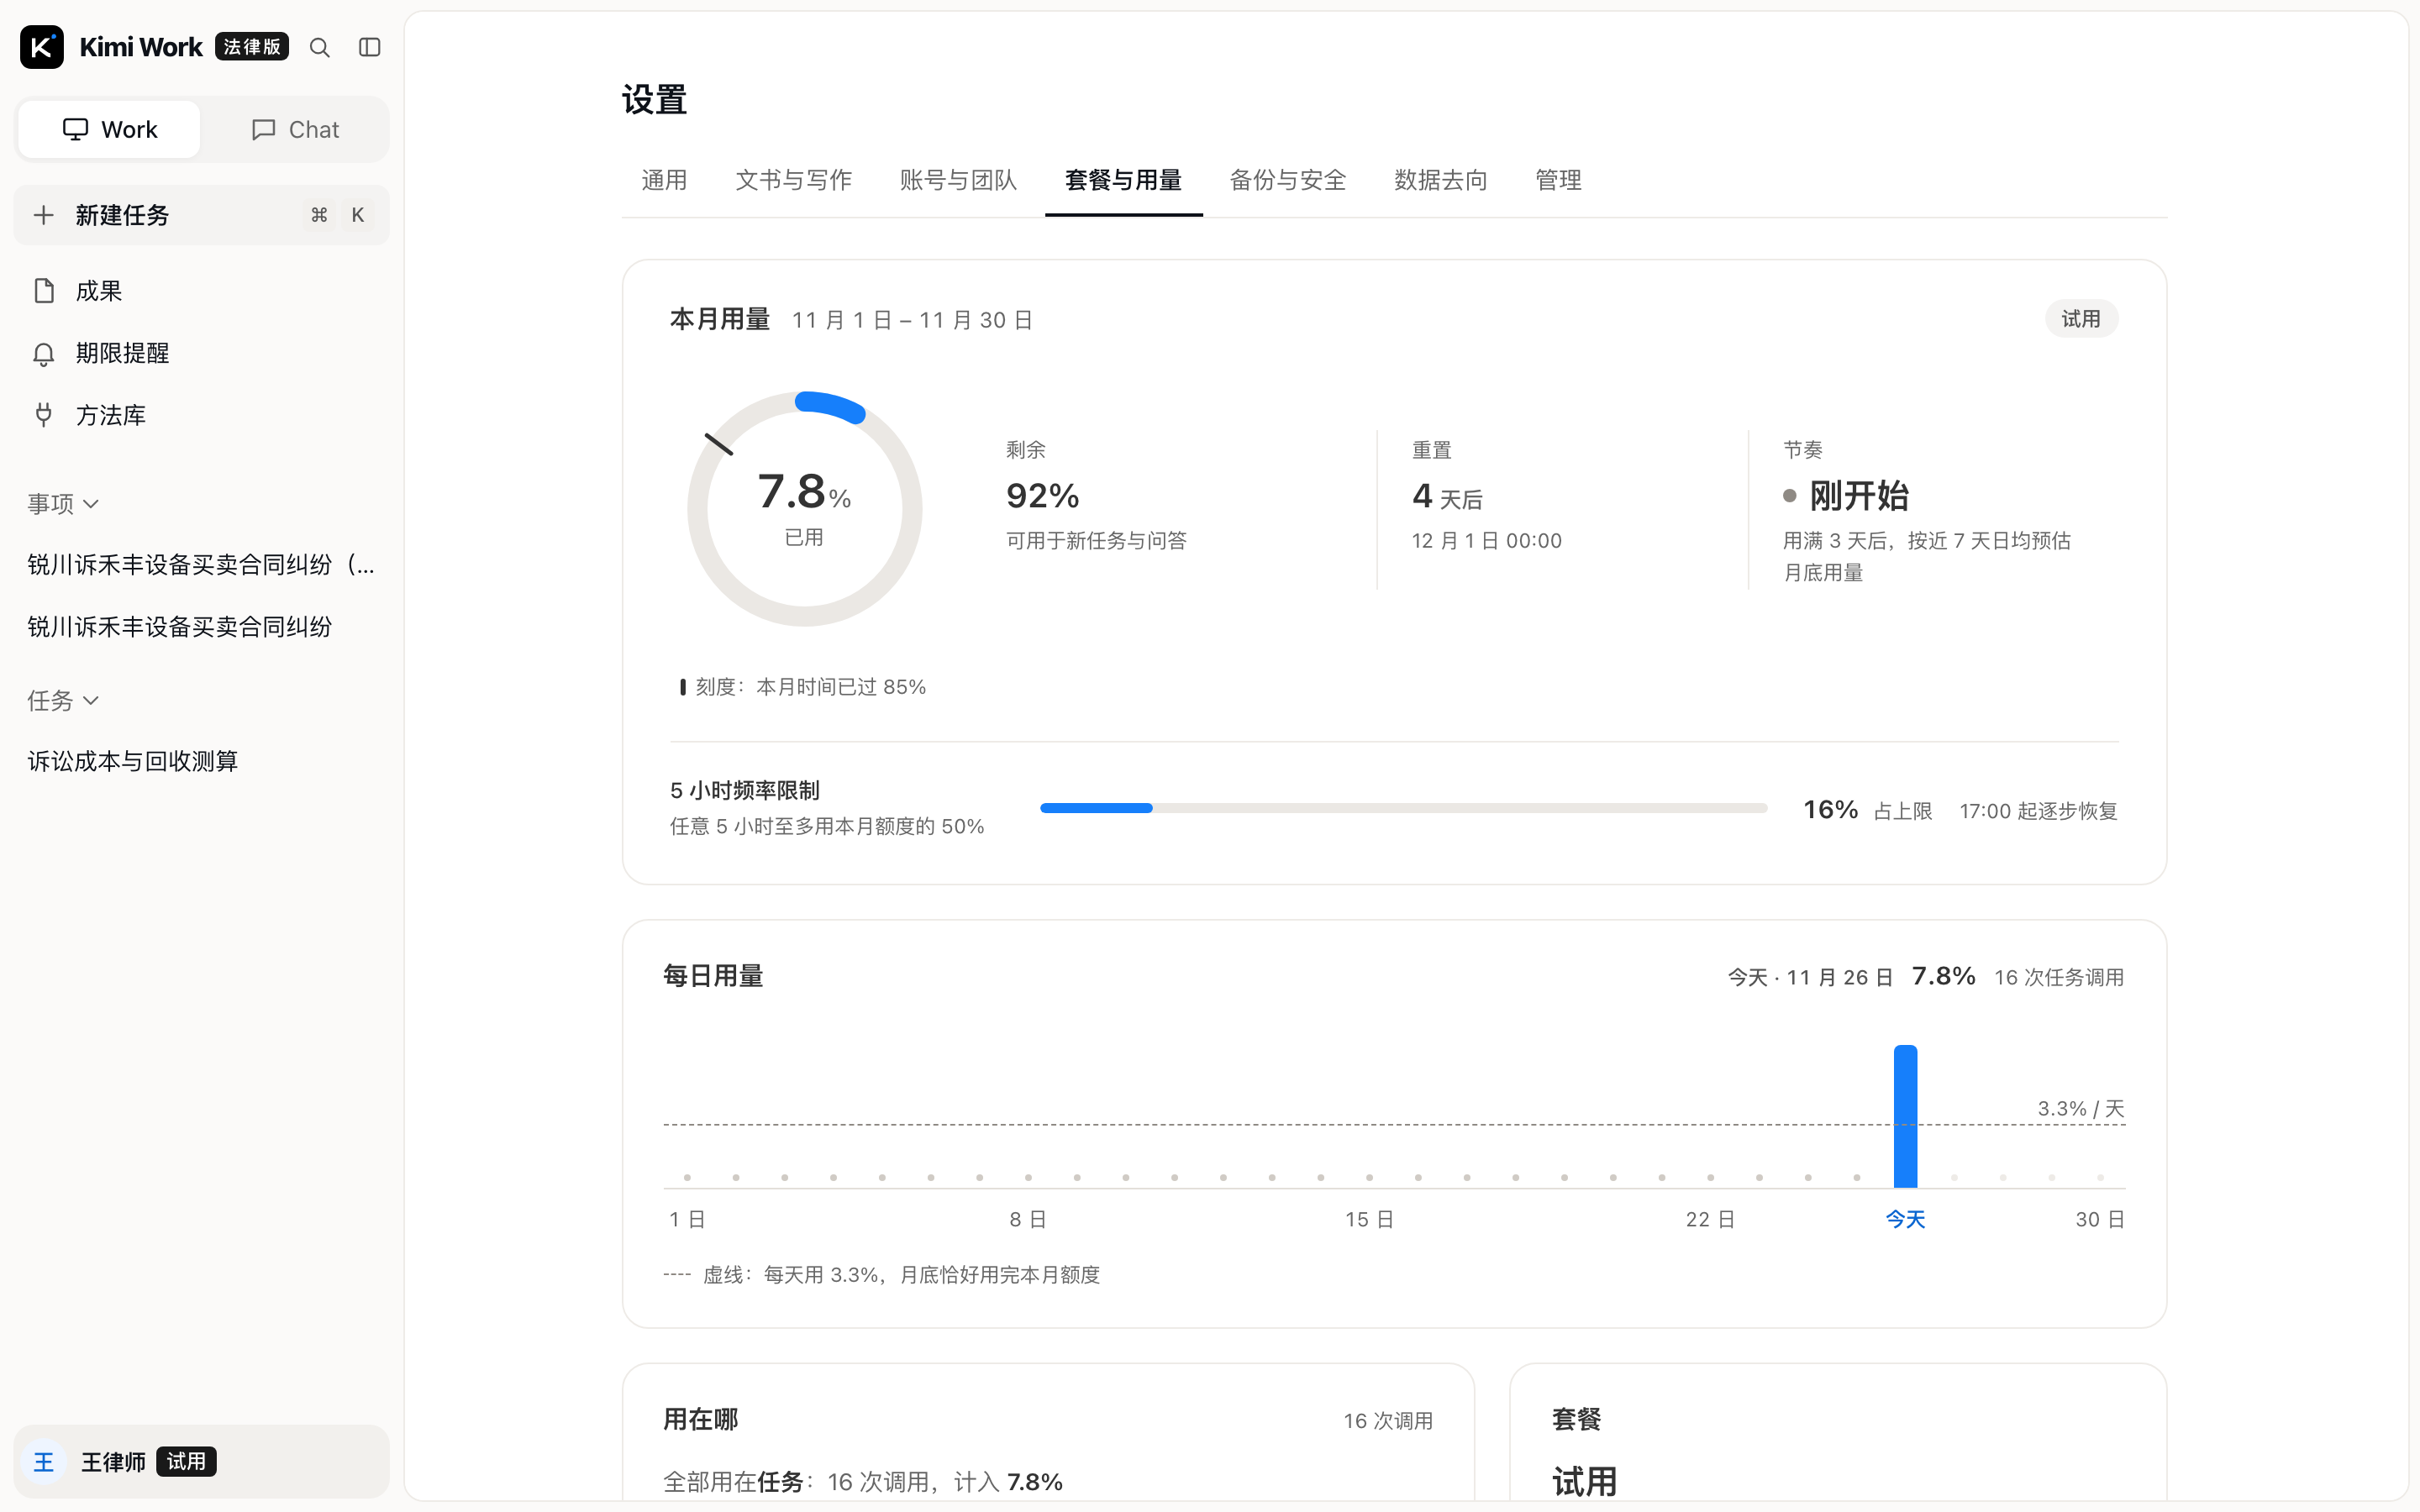 Kimi Work 法律版
Work
Chat
新建任务 ⌘ K
成果
期限提醒
方法库
事项
锐川诉禾丰设备买卖合同纠纷（...
锐川诉禾丰设备买卖合同纠纷
任务
诉讼成本与回收测算
王 王律师 试用
设置
通用 文书与写作 账号与团队 套餐与用量 备份与安全 数据去向 管理
本月用量 11 月 1 日 – 11 月 30 日 试用
7.8%
已用
剩余
92%
可用于新任务与问答
重置
4 天后
12 月 1 日 00:00
节奏
刚开始
用满 3 天后，按近 7 天日均预估
月底用量
刻度：本月时间已过 85%
5 小时频率限制
任意 5 小时至多用本月额度的 50%
16% 占上限 17:00 起逐步恢复
每日用量 今天 · 11 月 26 日 7.8% 16 次任务调用
3.3% / 天
1 日 8 日 15 日 22 日 今天 30 日
虚线：每天用 3.3%，月底恰好用完本月额度
用在哪 16 次调用
全部用在任务：16 次调用，计入 7.8%
套餐
试用